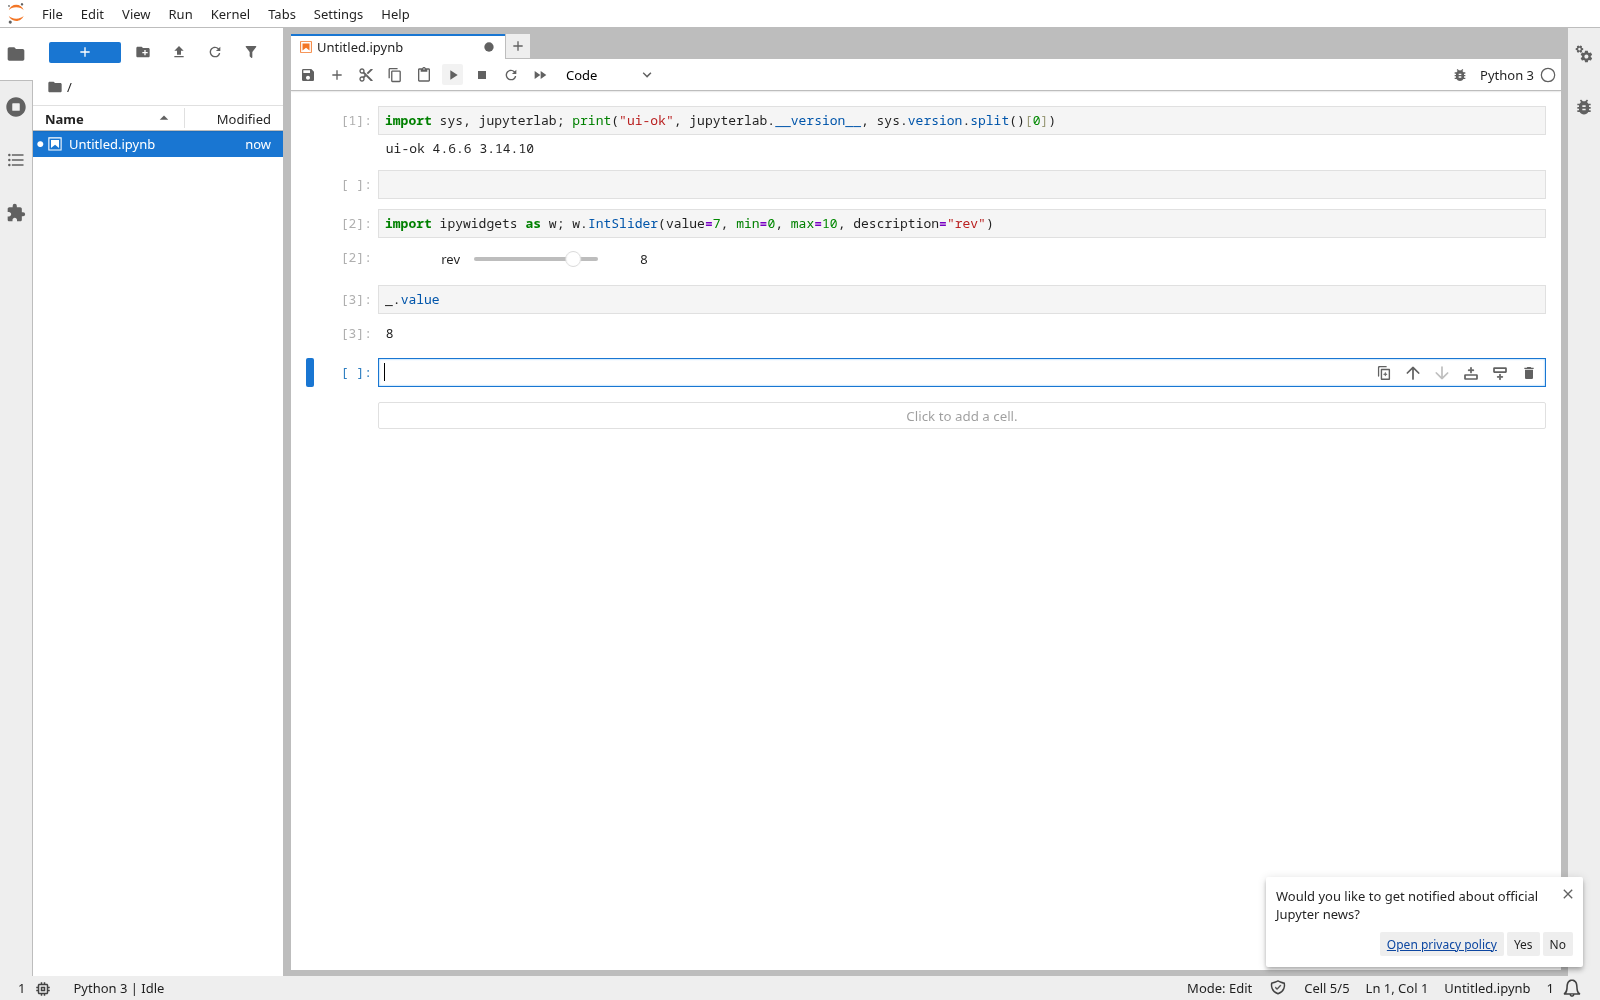 File Edit View Run Kernel Tabs Settings Help
Untitled.ipynb
Code
Python 3
/
Name Modified
Untitled.ipynb now
[1]: import sys, jupyterlab; print("ui-ok", jupyterlab.__version__, sys.version.split()[0])
ui-ok 4.6.6 3.14.10
[ ]:
[2]: import ipywidgets as w; w.IntSlider(value=7, min=0, max=10, description="rev")
[2]: rev 8
[3]: _.value
[3]: 8
[ ]:
Click to add a cell.
Would you like to get notified about official
Jupyter news?
Open privacy policy Yes No
1 Python 3 | Idle Mode: Edit Cell 5/5 Ln 1, Col 1 Untitled.ipynb 1